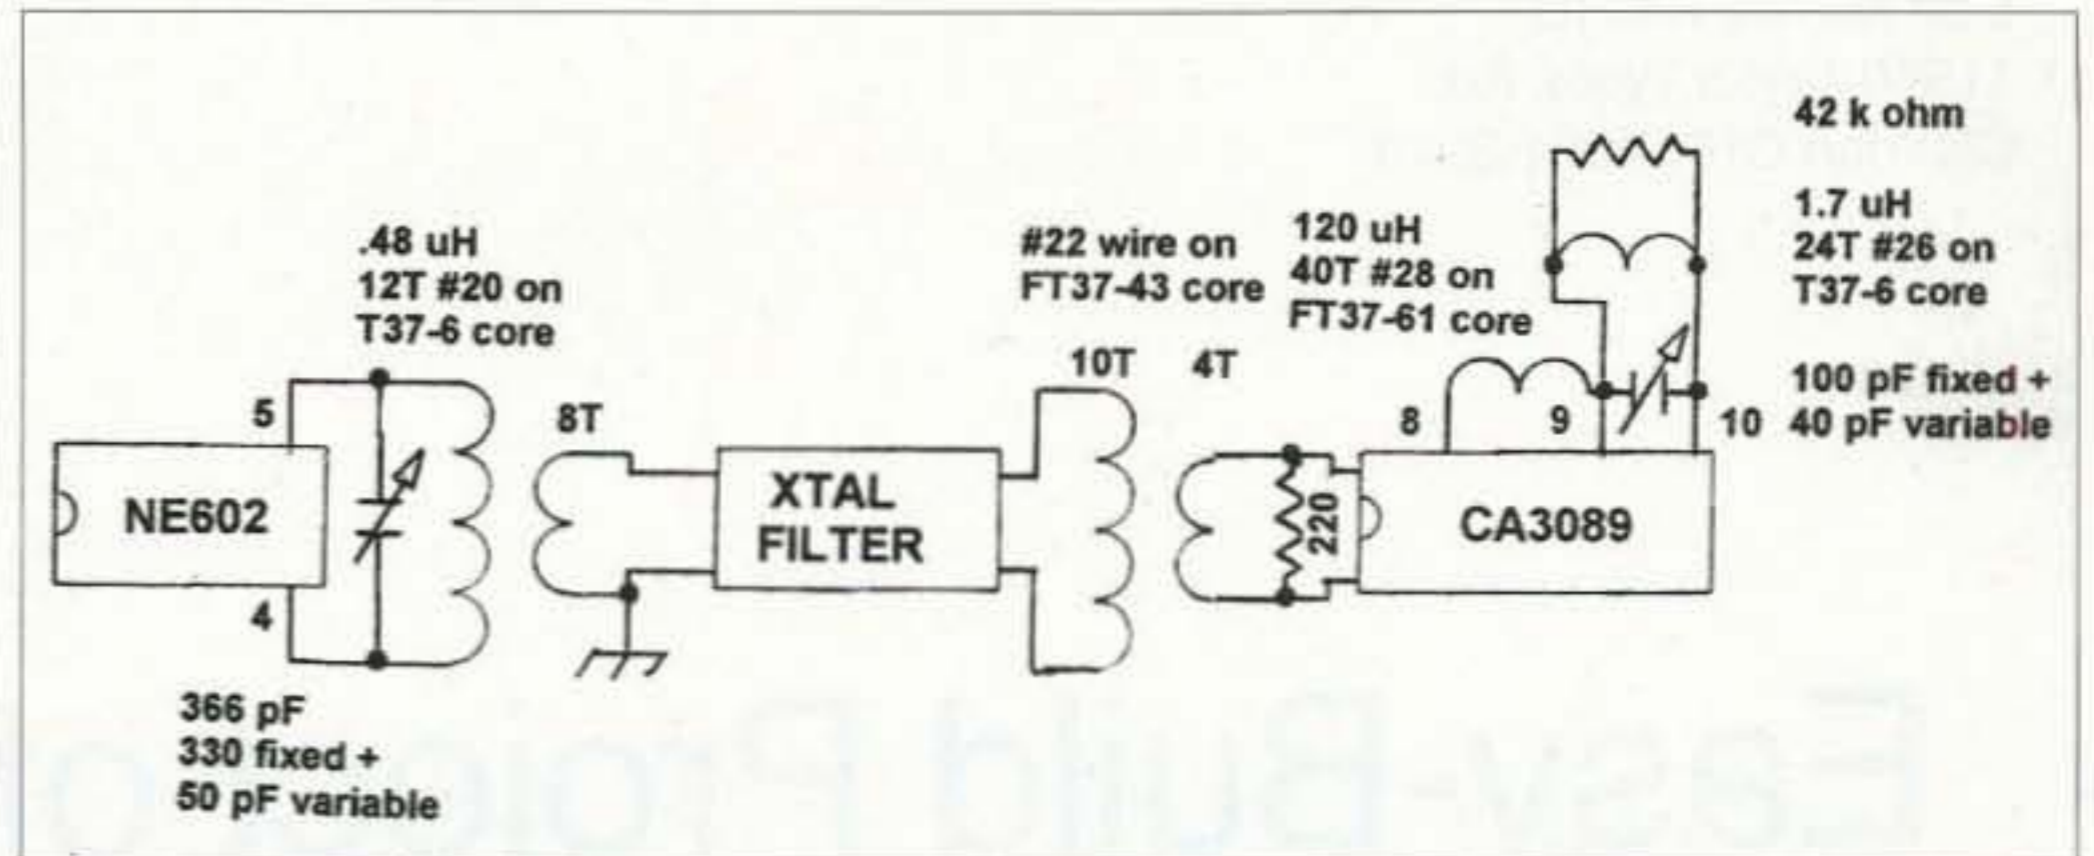 42 k ohm
1.7 uH
24T #26 on
T37-6 core
.48 uH
12T #20 on
T37-6 core
#22 wire on
FT37-43 core
120 uH
40T #28 on
FT37-61 core
10T
4T
100 pF fixed +
40 pF variable
5
8T
8
9
10
NE602
XTAL
FILTER
220
CA3089
4
366 pF
330 fixed +
50 pF variable
Easy-Build Projec